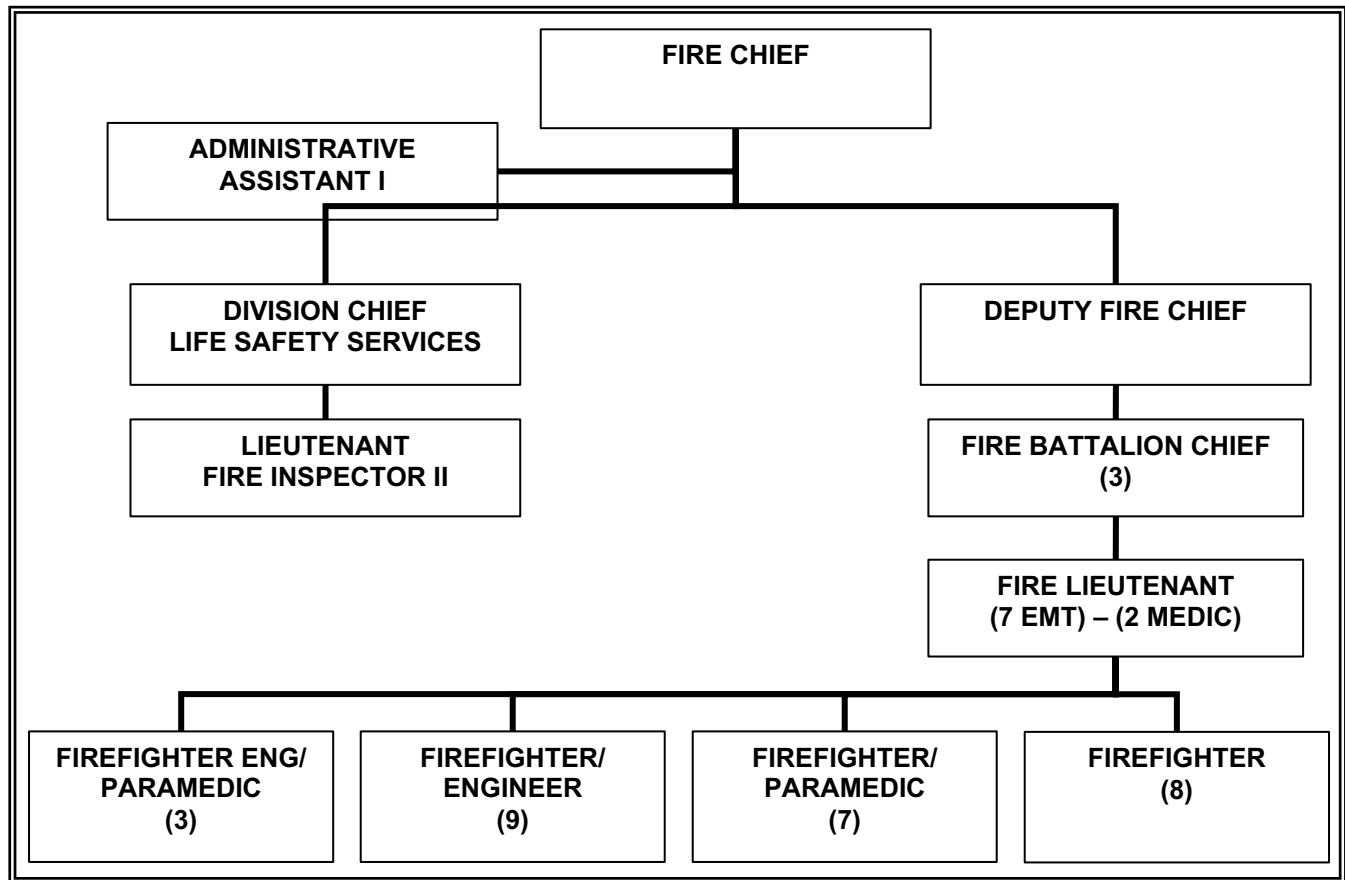 FIRE CHIEF
ADMINISTRATIVE
ASSISTANT I
DIVISION CHIEF
LIFE SAFETY SERVICES
DEPUTY FIRE CHIEF
LIEUTENANT
FIRE INSPECTOR II
FIRE BATTALION CHIEF
(3)
FIRE LIEUTENANT
(7 EMT) – (2 MEDIC)
FIREFIGHTER ENG/
PARAMEDIC
(3)
FIREFIGHTER/
ENGINEER
(9)
FIREFIGHTER/
PARAMEDIC
(7)
FIREFIGHTER
(8)